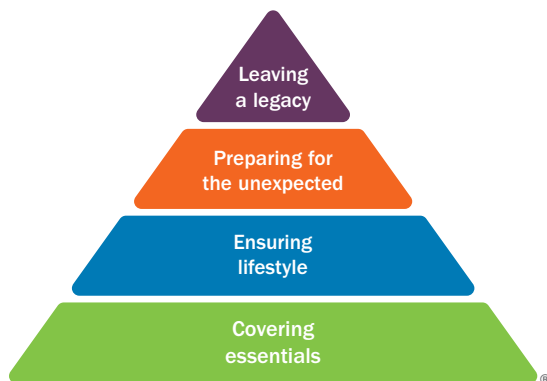 Leaving
a legacy
Preparing for
the unexpected
Ensuring
lifestyle
Covering
essentials
®